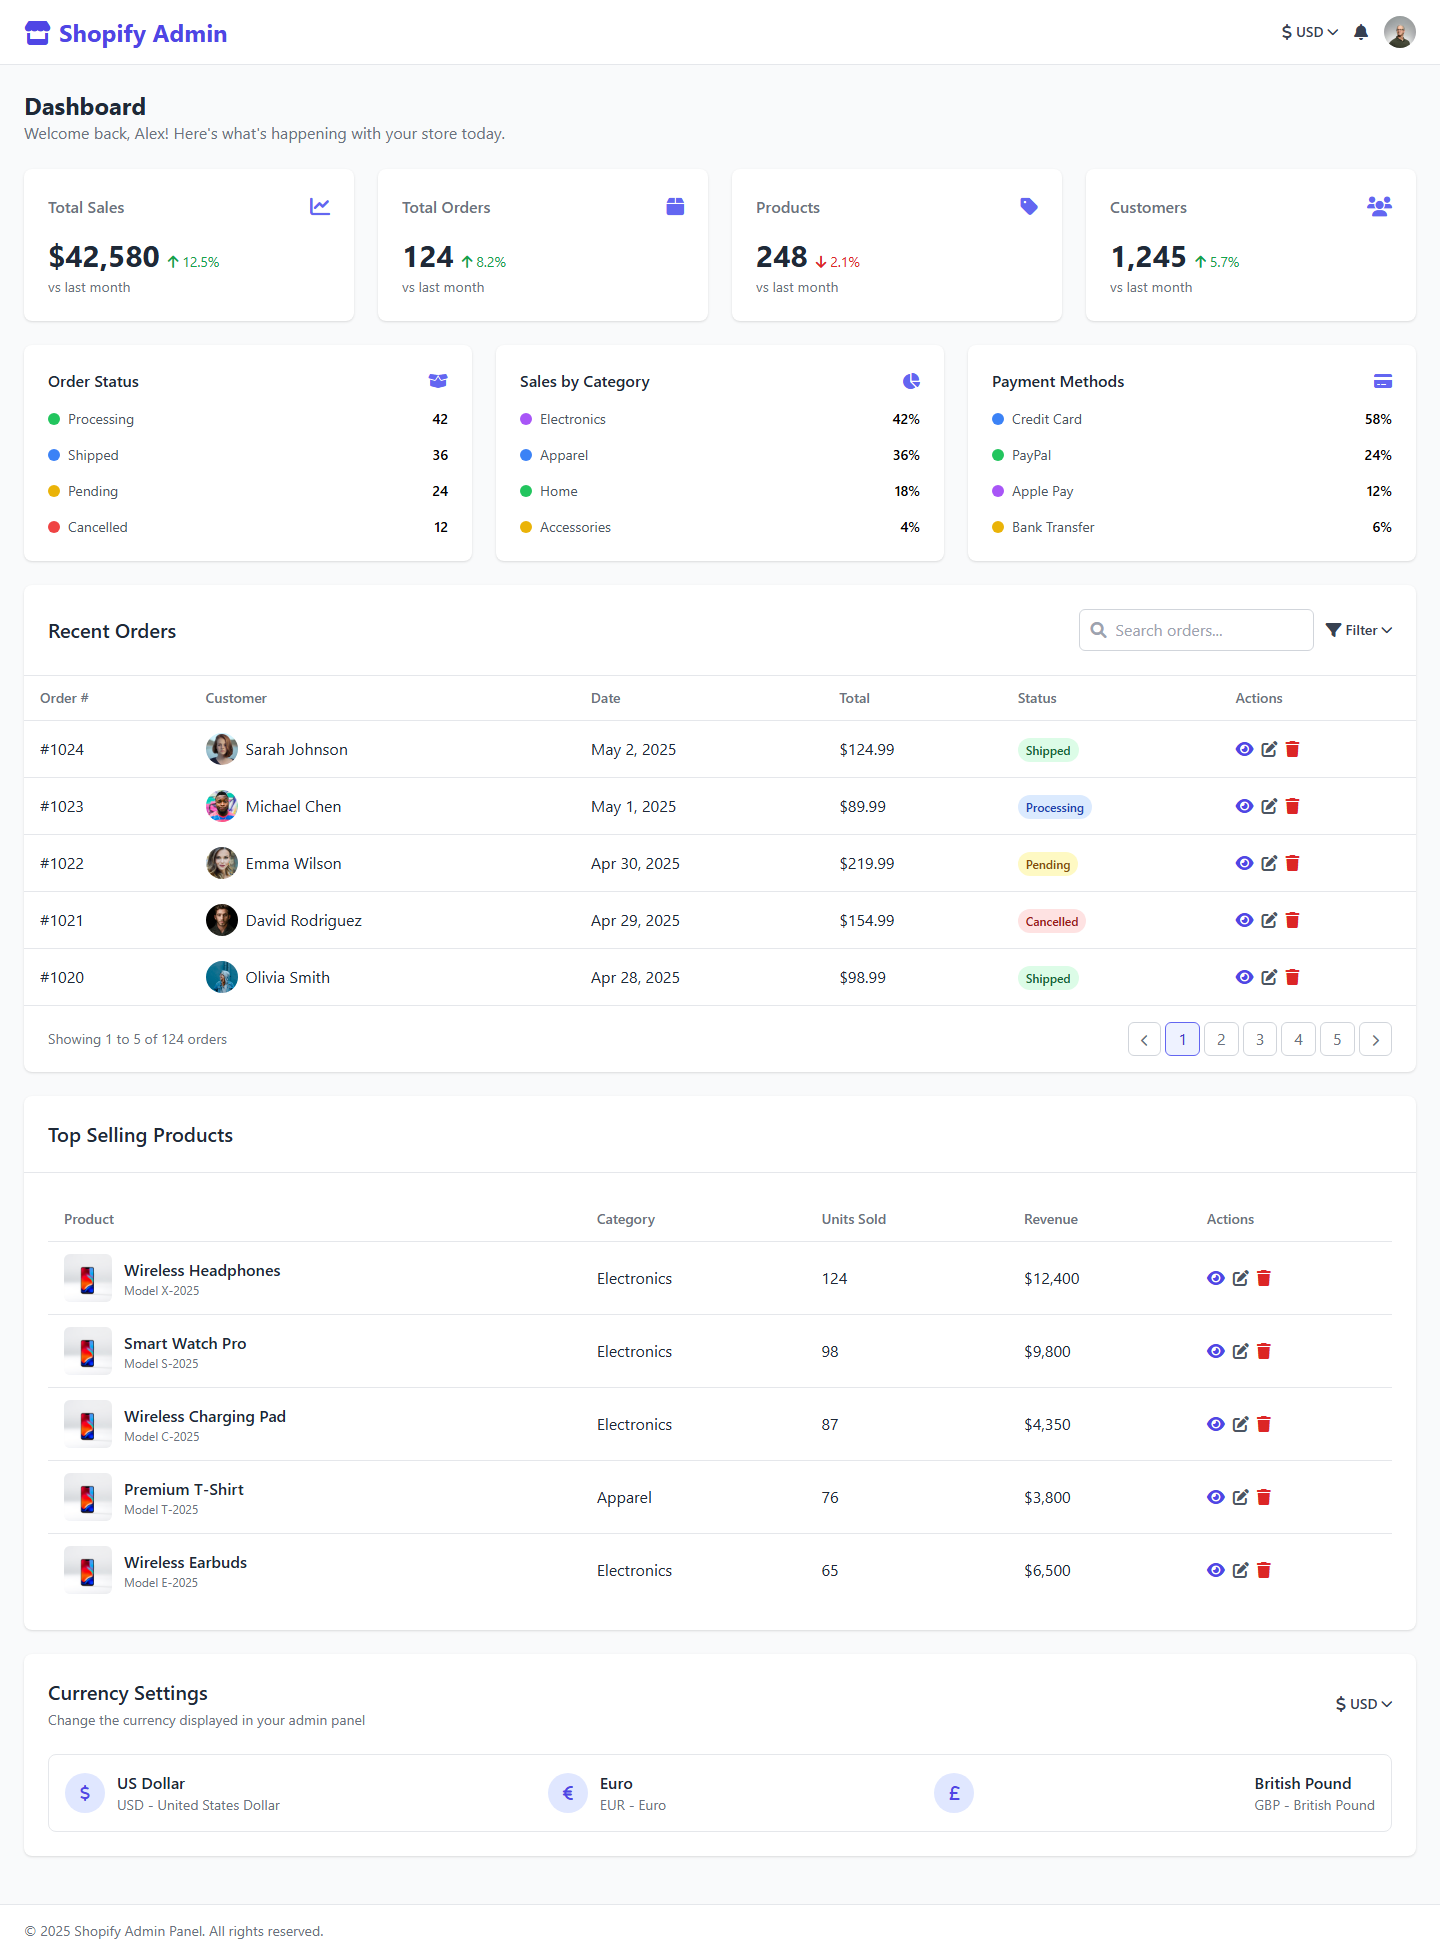 Shopify Admin
$ USD
Dashboard
Welcome back, Alex! Here's what's happening with your store today.
Total Sales
$42,580 12.5%
vs last month
Total Orders
124 8.2%
vs last month
Products
248 2.1%
vs last month
Customers
1,245 5.7%
vs last month
Order Status
Processing 42
Shipped 36
Pending 24
Cancelled 12
Sales by Category
Electronics 42%
Apparel 36%
Home 18%
Accessories 4%
Payment Methods
Credit Card 58%
PayPal 24%
Apple Pay 12%
Bank Transfer 6%
Recent Orders
Search orders...
Filter
Order # Customer Date Total Status Actions
#1024 Sarah Johnson May 2, 2025 $124.99 Shipped
#1023 Michael Chen May 1, 2025 $89.99 Processing
#1022 Emma Wilson Apr 30, 2025 $219.99 Pending
#1021 David Rodriguez Apr 29, 2025 $154.99 Cancelled
#1020 Olivia Smith Apr 28, 2025 $98.99 Shipped
Showing 1 to 5 of 124 orders
1 2 3 4 5
Top Selling Products
Product Category Units Sold Revenue Actions
Wireless Headphones
Model X-2025
Electronics 124 $12,400
Smart Watch Pro
Model S-2025
Electronics 98 $9,800
Wireless Charging Pad
Model C-2025
Electronics 87 $4,350
Premium T-Shirt
Model T-2025
Apparel 76 $3,800
Wireless Earbuds
Model E-2025
Electronics 65 $6,500
Currency Settings
Change the currency displayed in your admin panel
$ USD
$
US Dollar
USD - United States Dollar
€
Euro
EUR - Euro
£
British Pound
GBP - British Pound
© 2025 Shopify Admin Panel. All rights reserved.